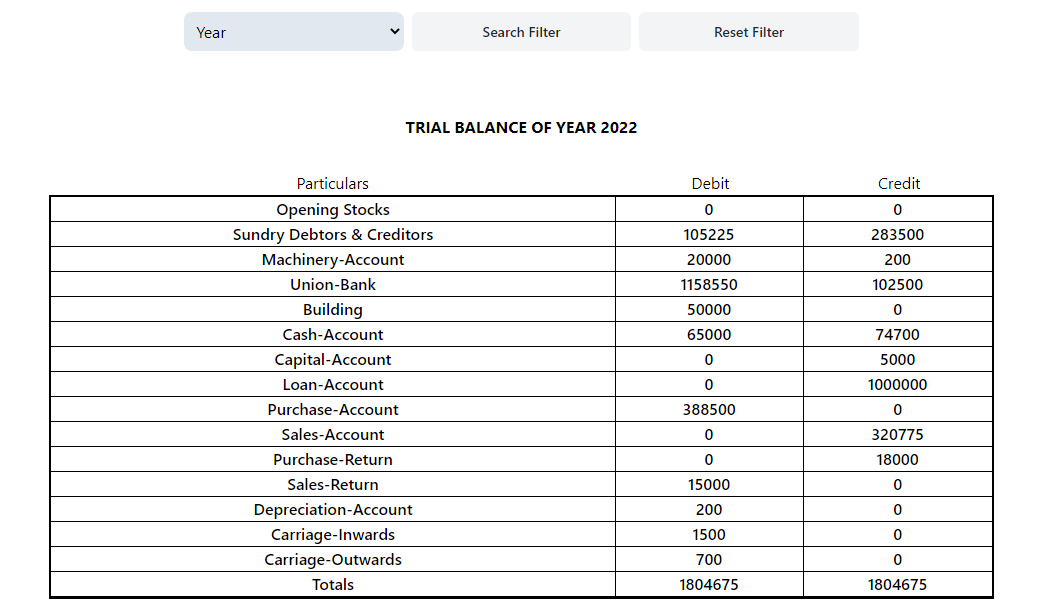 Year Search Filter Reset Filter
TRIAL BALANCE OF YEAR 2022
Particulars Debit Credit
Opening Stocks 0 0
Sundry Debtors & Creditors 105225 283500
Machinery-Account 20000 200
Union-Bank 1158550 102500
Building 50000 0
Cash-Account 65000 74700
Capital-Account 0 5000
Loan-Account 0 1000000
Purchase-Account 388500 0
Sales-Account 0 320775
Purchase-Return 0 18000
Sales-Return 15000 0
Depreciation-Account 200 0
Carriage-Inwards 1500 0
Carriage-Outwards 700 0
Totals 1804675 1804675